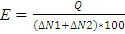 E = Q / ((ΔN1+ΔN2)*100)